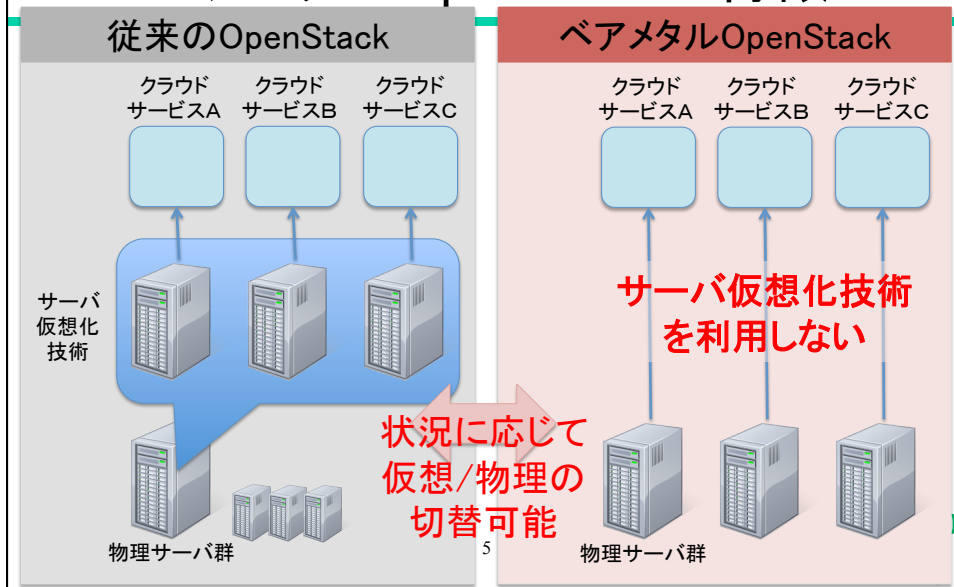 従来のOpenStack
クラウド
サービスA
クラウド
サービスB
クラウド
サービスC
サーバ
仮想化
技術
物理サーバ群
ベアメタルOpenStack
クラウド
サービスA
クラウド
サービスB
クラウド
サービスC
サーバ仮想化技術
を利用しない
物理サーバ群
状況に応じて
仮想/物理の
切替可能
5